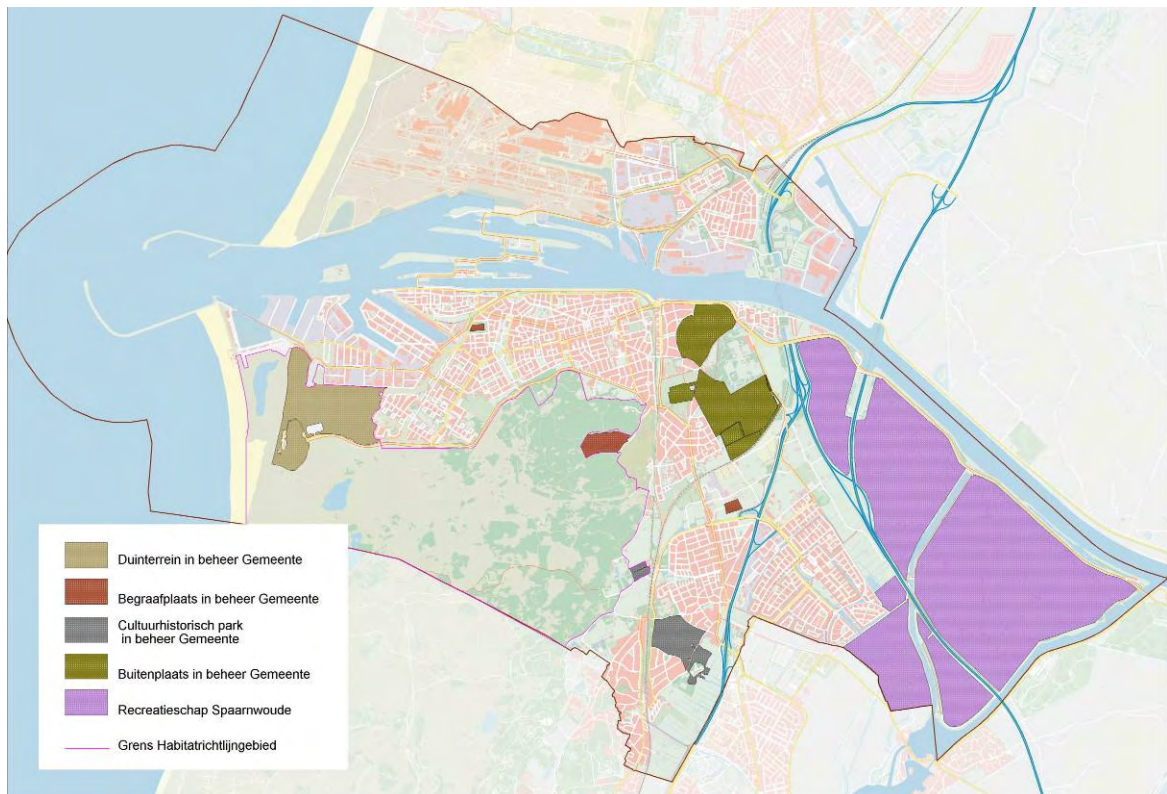 Duinterrein in beheer Gemeente
Begraafplaats in beheer Gemeente
Cultuurhistorisch park
in beheer Gemeente
Buitenplaats in beheer Gemeente
Recreatieschap Spaarnwoude
Grens Habitatrichtlijngebied